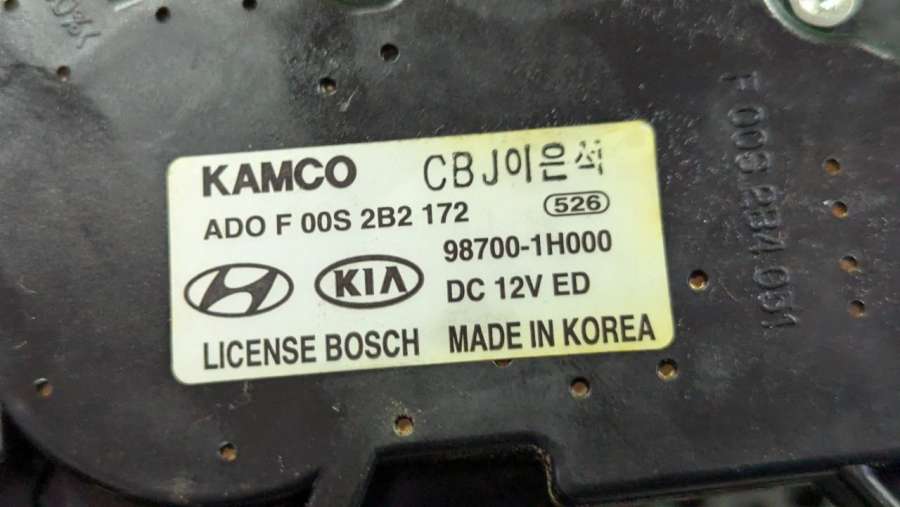 KAMCO CBJ이은석
ADO F 00S 2B2 172 526
98700-1H000
KIA DC 12V ED
LICENSE BOSCH MADE IN KOREA